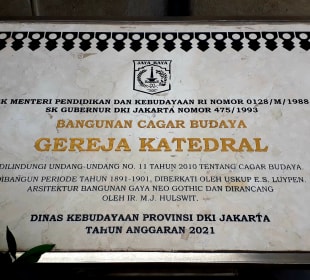 JAYA RAYA
SK MENTERI PENDIDIKAN DAN KEBUDAYAAN RI NOMOR 0128/M/1988
SK GUBERNUR DKI JAKARTA NOMOR 475/1993
BANGUNAN CAGAR BUDAYA
GEREJA KATEDRAL
DILINDUNGI UNDANG-UNDANG NO. 11 TAHUN 2010 TENTANG CAGAR BUDAYA.
DIBANGUN PERIODE TAHUN 1891-1901, DIBERKATI OLEH USKUP E.S. LUYPEN.
ARSITEKTUR BANGUNAN GAYA NEO GOTHIC DAN DIRANCANG
OLEH IR. M.J. HULSWIT.
DINAS KEBUDAYAAN PROVINSI DKI JAKARTA
TAHUN ANGGARAN 2021